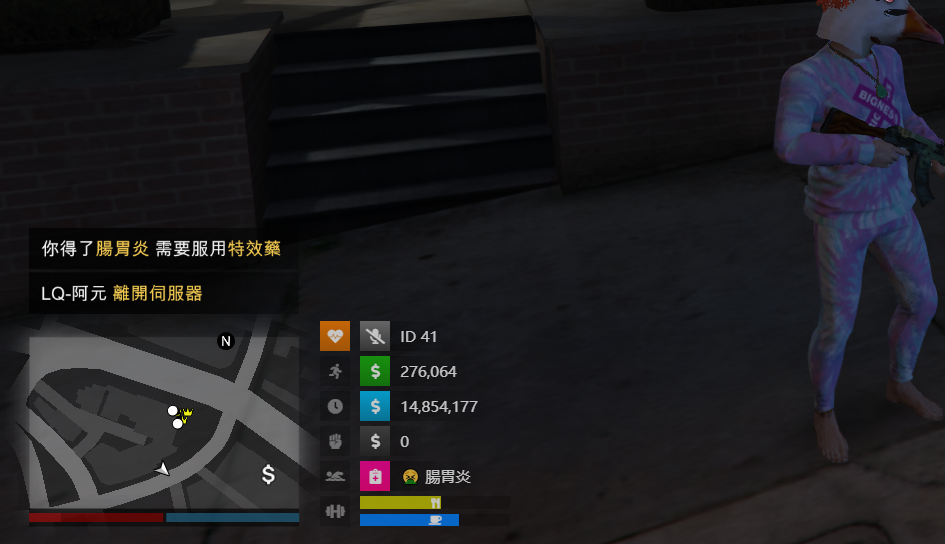 BIGNESS
你得了腸胃炎 需要服用特效藥
LQ-阿元 離開伺服器
N
ID 41
$ 276,064
$ 14,854,177
$ 0
🤮 腸胃炎
$